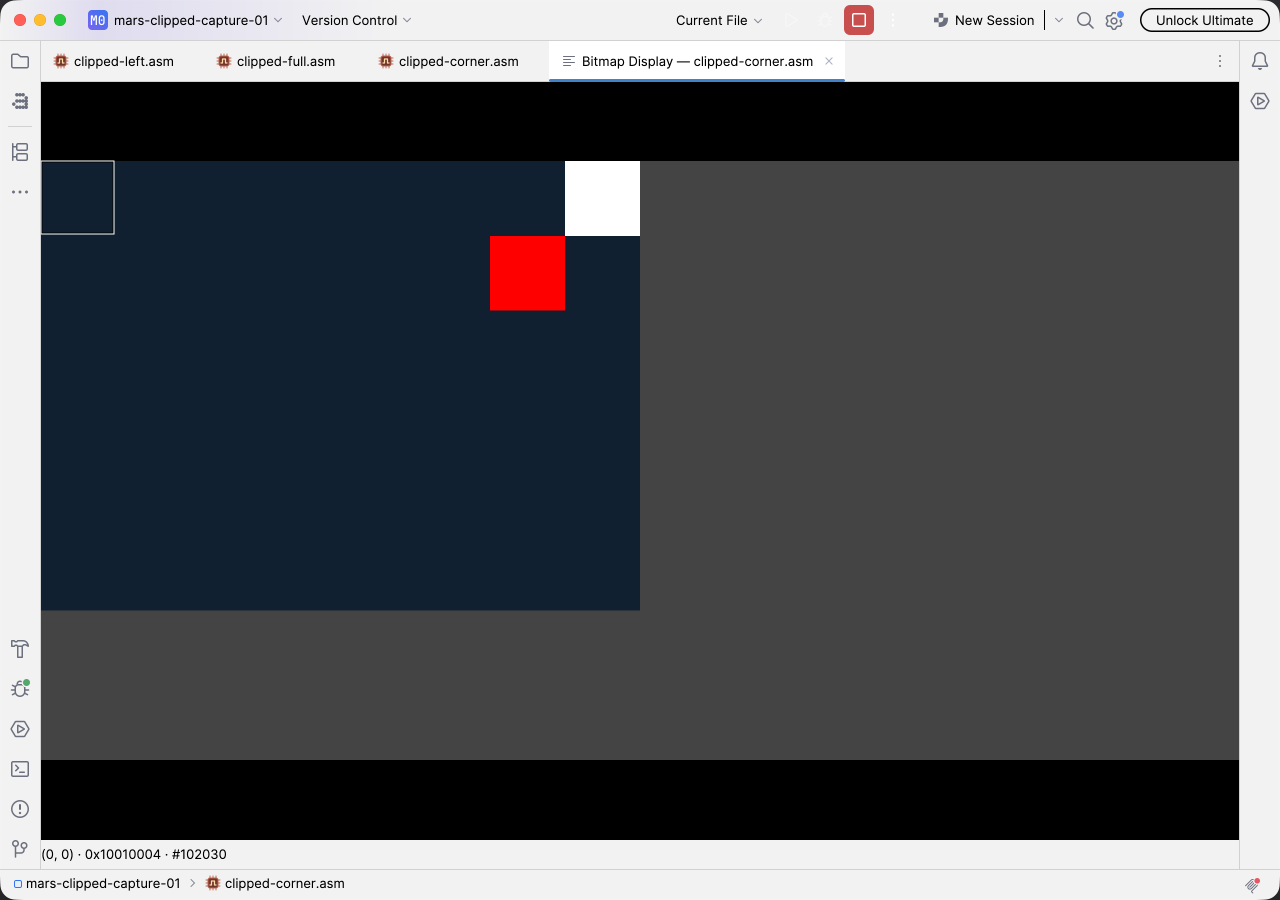 M0 mars-clipped-capture-01 Version Control Current File New Session Unlock Ultimate
clipped-left.asm clipped-full.asm clipped-corner.asm Bitmap Display — clipped-corner.asm
(0, 0) · 0x10010004 · #102030
mars-clipped-capture-01 clipped-corner.asm